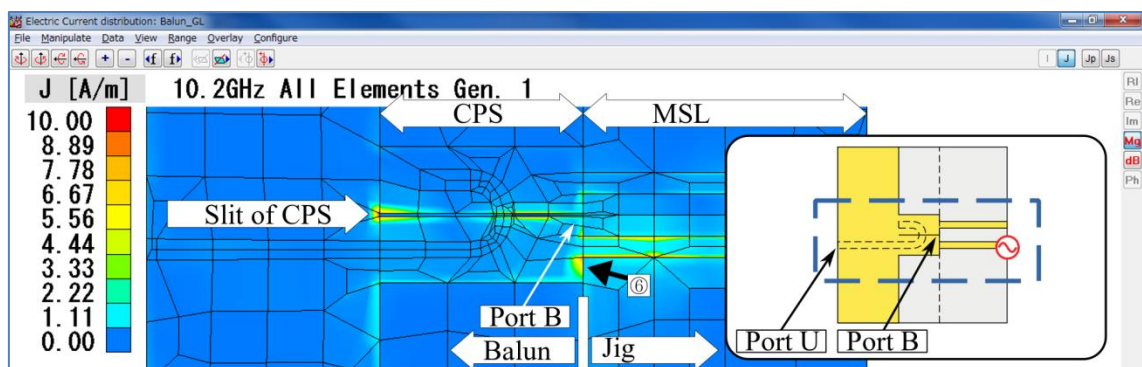 Electric Current distribution: Balun_GL
File Manipulate Data View Range Overlay Configure
+ - f f I J Jp Js
J [A/m] 10.2GHz All Elements Gen. 1
10.00
8.89
7.78
6.67
5.56
4.44
3.33
2.22
1.11
0.00
CPS MSL
Slit of CPS
⑥
Port B
Balun Jig
Port U Port B
Rl
Re
Im
Mg
dB
Ph